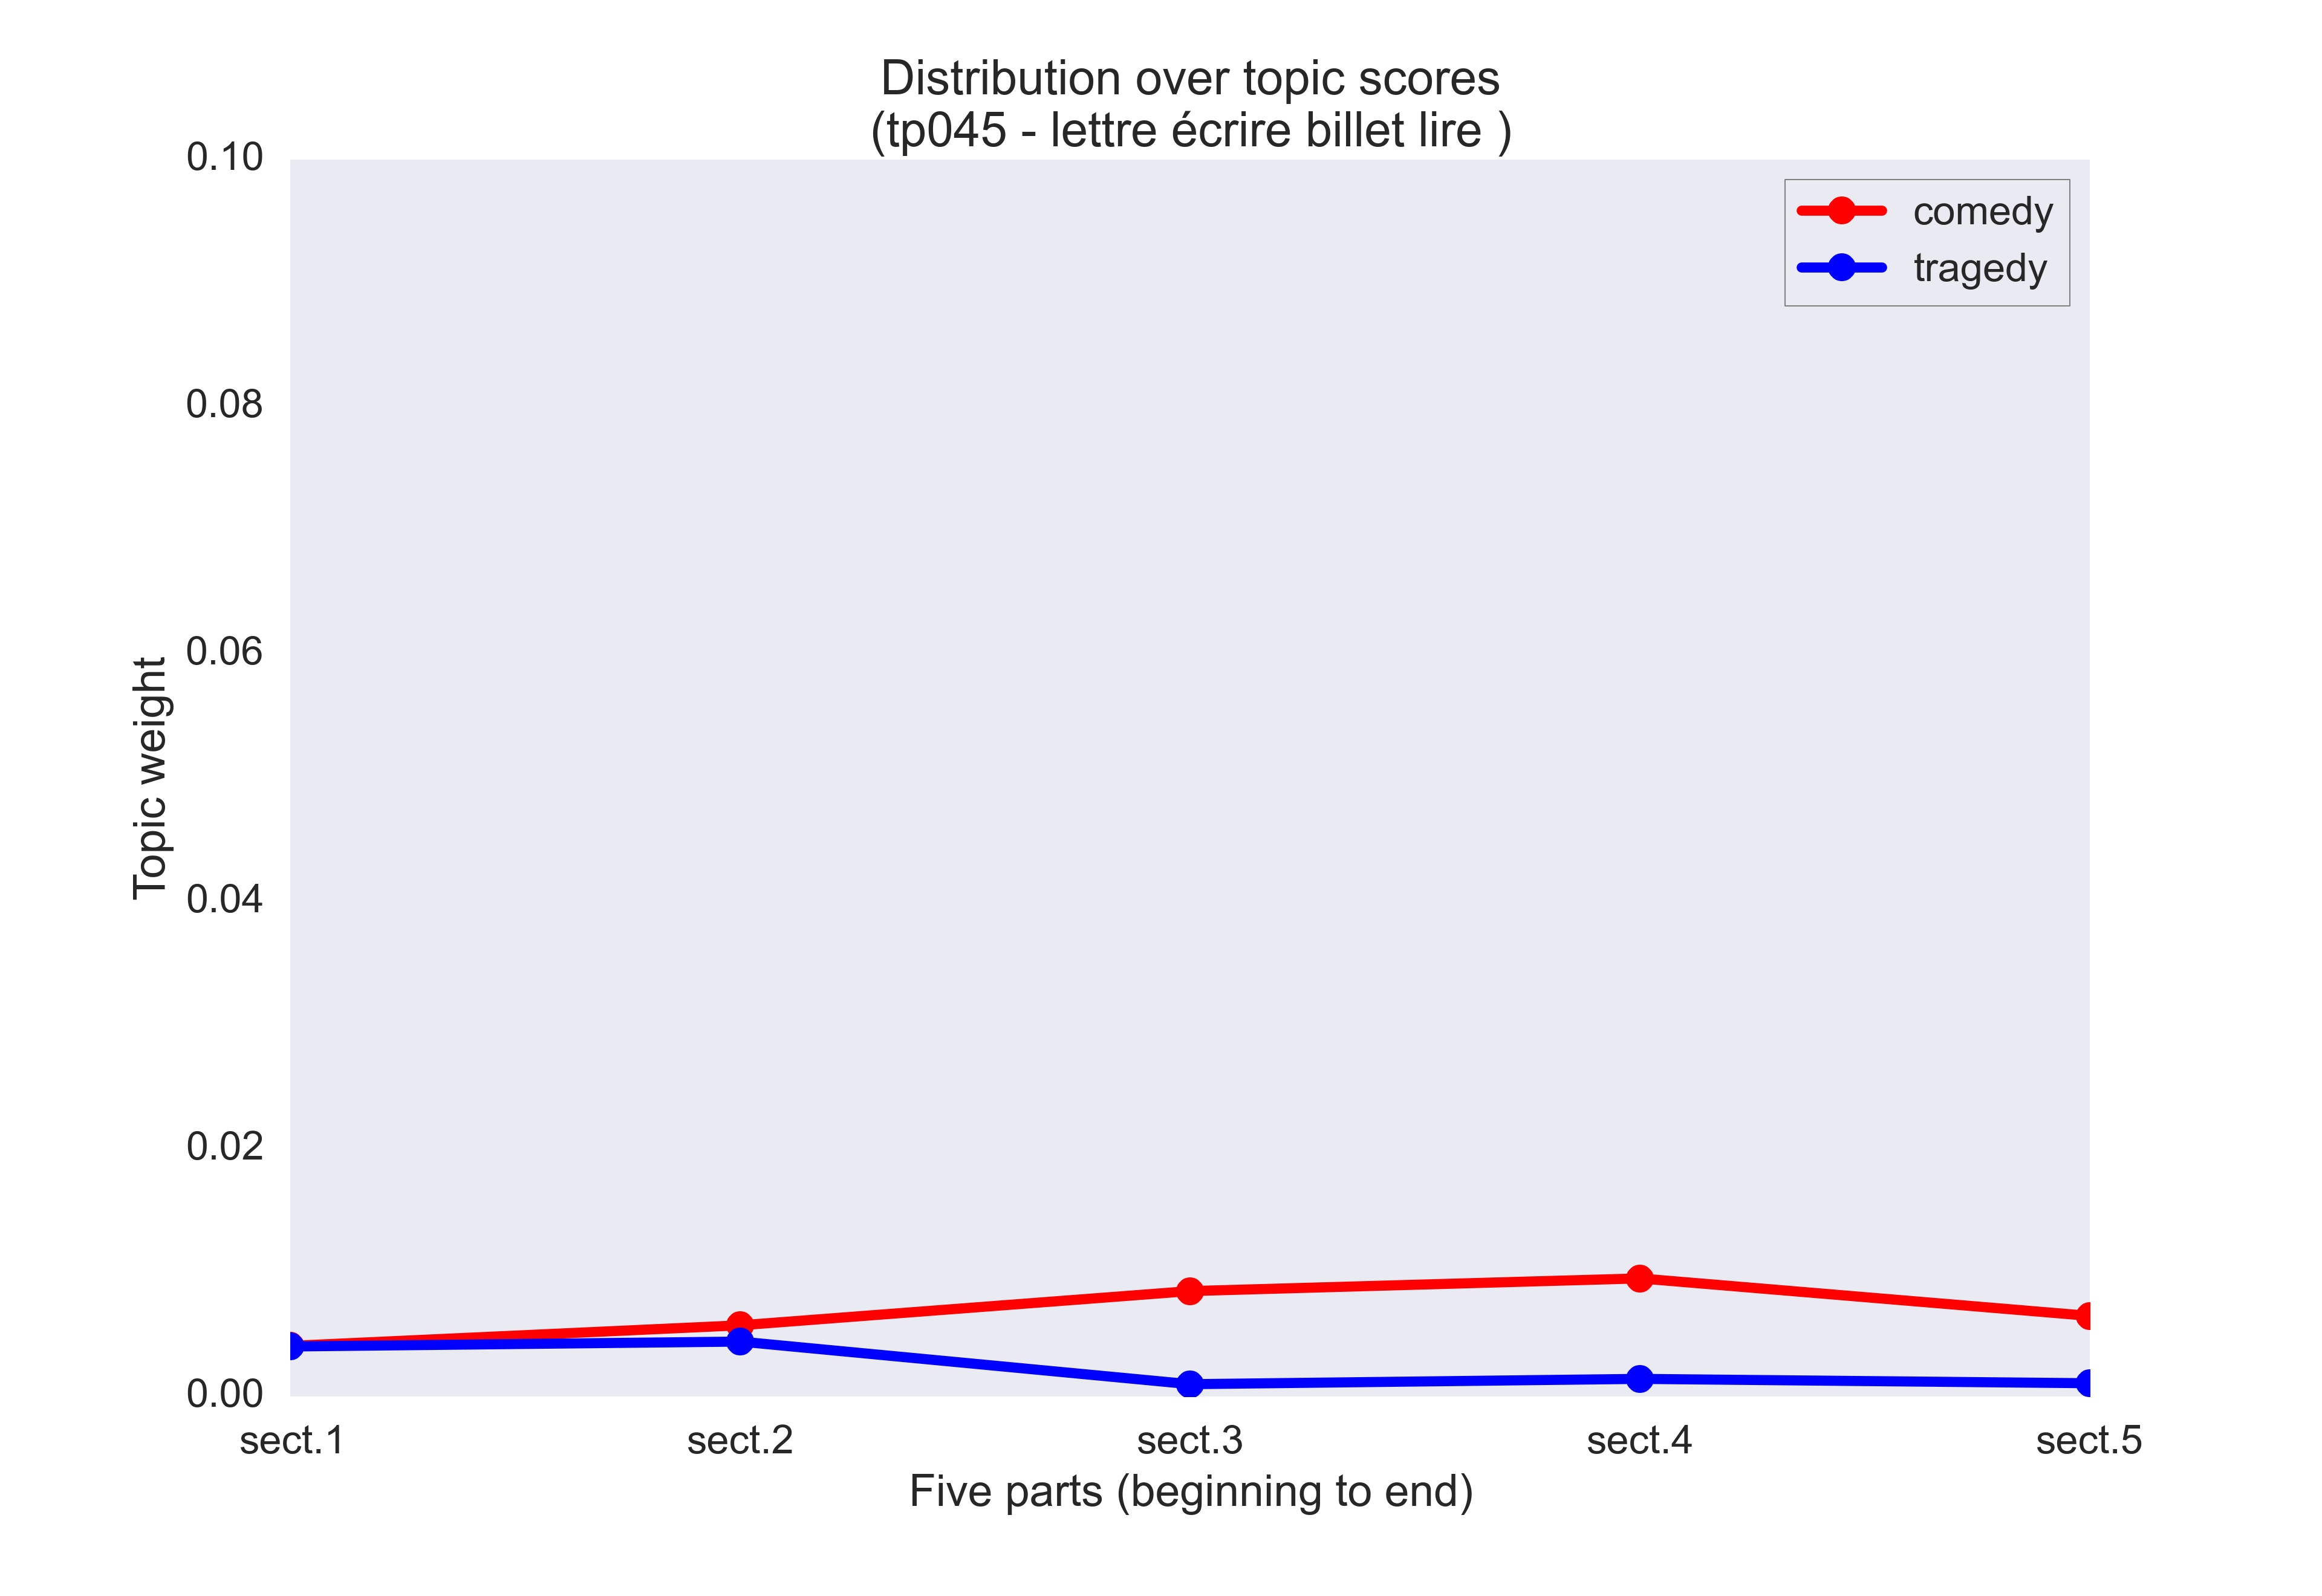 Distribution over topic scores
(tp045 - lettre écrire billet lire )
0.10
0.08
0.06
0.04
0.02
0.00
Topic weight
comedy
tragedy
sect.1
sect.2
sect.3
sect.4
sect.5
Five parts (beginning to end)